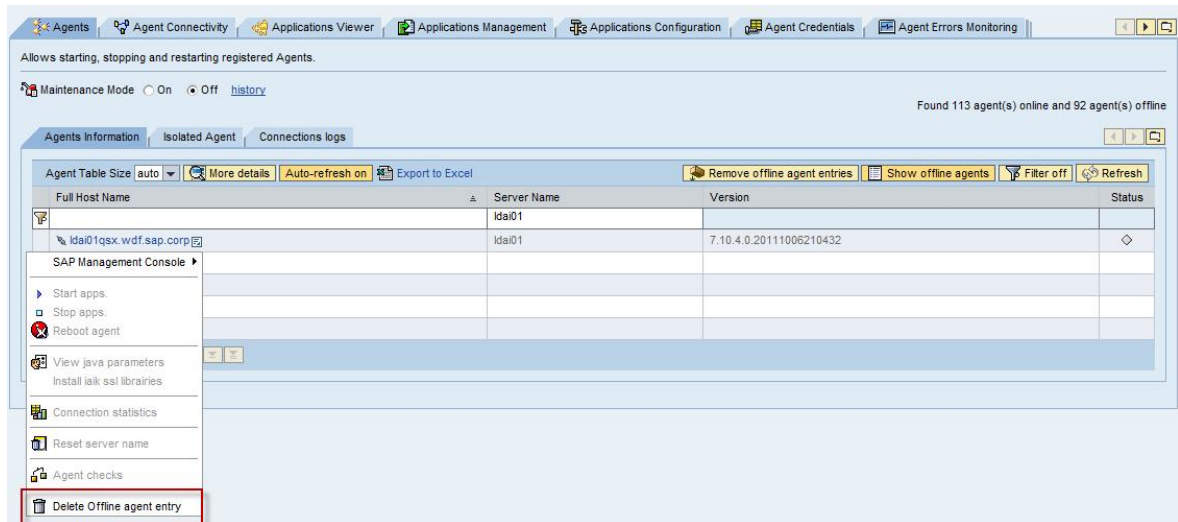 Agents Agent Connectivity Applications Viewer Applications Management Applications Configuration Agent Credentials Agent Errors Monitoring
Allows starting, stopping and restarting registered Agents.
Maintenance Mode On Off history
Found 113 agent(s) online and 92 agent(s) offline
Agents Information Isolated Agent Connections logs
Agent Table Size auto More details Auto-refresh on Export to Excel Remove offline agent entries Show offline agents Filter off Refresh
Full Host Name Server Name Version Status
ldai01
ldai01qsx.wdf.sap.corp ldai01 7.10.4.0.20111006210432
SAP Management Console
Start apps.
Stop apps.
Reboot agent
View java parameters
Install iaik ssl librairies
Connection statistics
Reset server name
Agent checks
Delete Offline agent entry